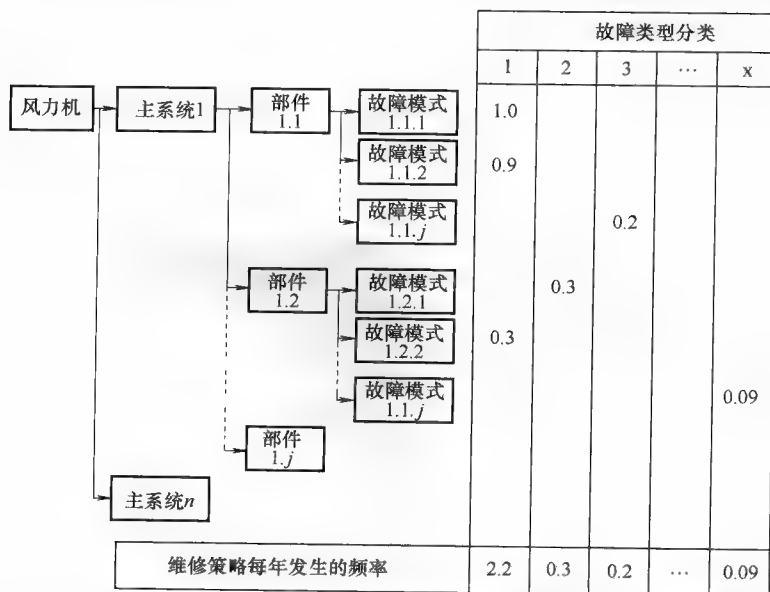 故障类型分类
1 2 3 … x
风力机 主系统1 部件 1.1 故障模式 1.1.1 1.0
故障模式 1.1.2 0.9
故障模式 1.1.j 0.2
部件 1.2 故障模式 1.2.1 0.3
故障模式 1.2.2 0.3
故障模式 1.1.j 0.09
部件 1.j
主系统n
维修策略每年发生的频率 2.2 0.3 0.2 … 0.09